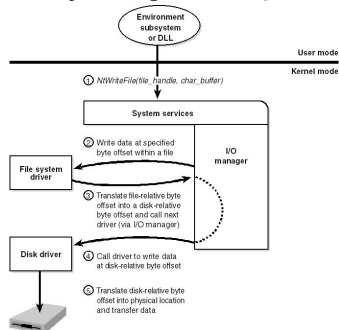 Environment
subsystem
or DLL
User mode
Kernel mode
① NtWriteFile(file_handle, char_buffer)
System services
② Write data at specified
byte offset within a file
I/O
manager
File system
driver
③ Translate file-relative byte
offset into a disk-relative
byte offset and call next
driver (via I/O manager)
Disk driver
④ Call driver to write data
at disk-relative byte offset
⑤ Translate disk-relative byte
offset into physical location
and transfer data